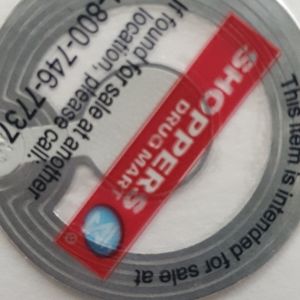 This item is intended for sale at
SHOPPERS
DRUG MART
If found for sale at another
location, please call.
1-800-746-7737